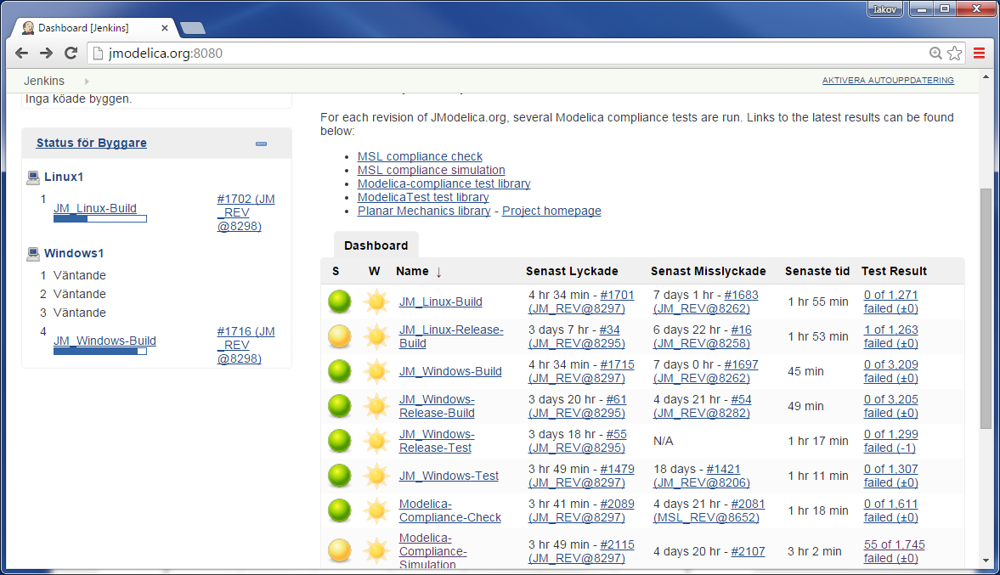 Iakov
Dashboard [Jenkins]
jmodelica.org:8080
Jenkins
AKTIVERA AUTOUPPDATERING
Inga köade byggen.
Status för Byggare
Linux1
1 JM_Linux-Build #1702 (JM
_REV
@8298)
Windows1
1 Väntande
2 Väntande
3 Väntande
4 JM_Windows-Build #1716 (JM
_REV
@8298)
For each revision of JModelica.org, several Modelica compliance tests are run. Links to the latest results can be found
below:
• MSL compliance check
• MSL compliance simulation
• Modelica-compliance test library
• ModelicaTest test library
• Planar Mechanics library - Project homepage
Dashboard
S W Name ↓ Senast Lyckade Senast Misslyckade Senaste tid Test Result
JM_Linux-Build 4 hr 34 min - #1701 7 days 1 hr - #1683 1 hr 55 min 0 of 1,271
(JM_REV@8297) (JM_REV@8262) failed (±0)
JM_Linux-Release- 3 days 7 hr - #34 6 days 22 hr - #16 1 hr 53 min 1 of 1,263
Build (JM_REV@8295) (JM_REV@8258) failed (±0)
JM_Windows-Build 4 hr 34 min - #1715 7 days 0 hr - #1697 45 min 0 of 3,209
(JM_REV@8297) (JM_REV@8262) failed (±0)
JM_Windows- 3 days 20 hr - #61 4 days 21 hr - #54 49 min 0 of 3,205
Release-Build (JM_REV@8295) (JM_REV@8282) failed (±0)
JM_Windows- 3 days 18 hr - #55 N/A 1 hr 17 min 0 of 1,299
Release-Test (JM_REV@8295) failed (-1)
JM_Windows-Test 3 hr 49 min - #1479 18 days - #1421 1 hr 11 min 0 of 1,307
(JM_REV@8297) (JM_REV@8206) failed (±0)
Modelica- 3 hr 41 min - #2089 4 days 21 hr - #2081 1 hr 18 min 0 of 1,611
Compliance-Check (JM_REV@8297) (MSL_REV@8652) failed (±0)
Modelica-
Compliance- 3 hr 49 min - #2115 4 days 20 hr - #2107 3 hr 2 min 55 of 1,745
Simulation (JM_REV@8297) failed (±0)